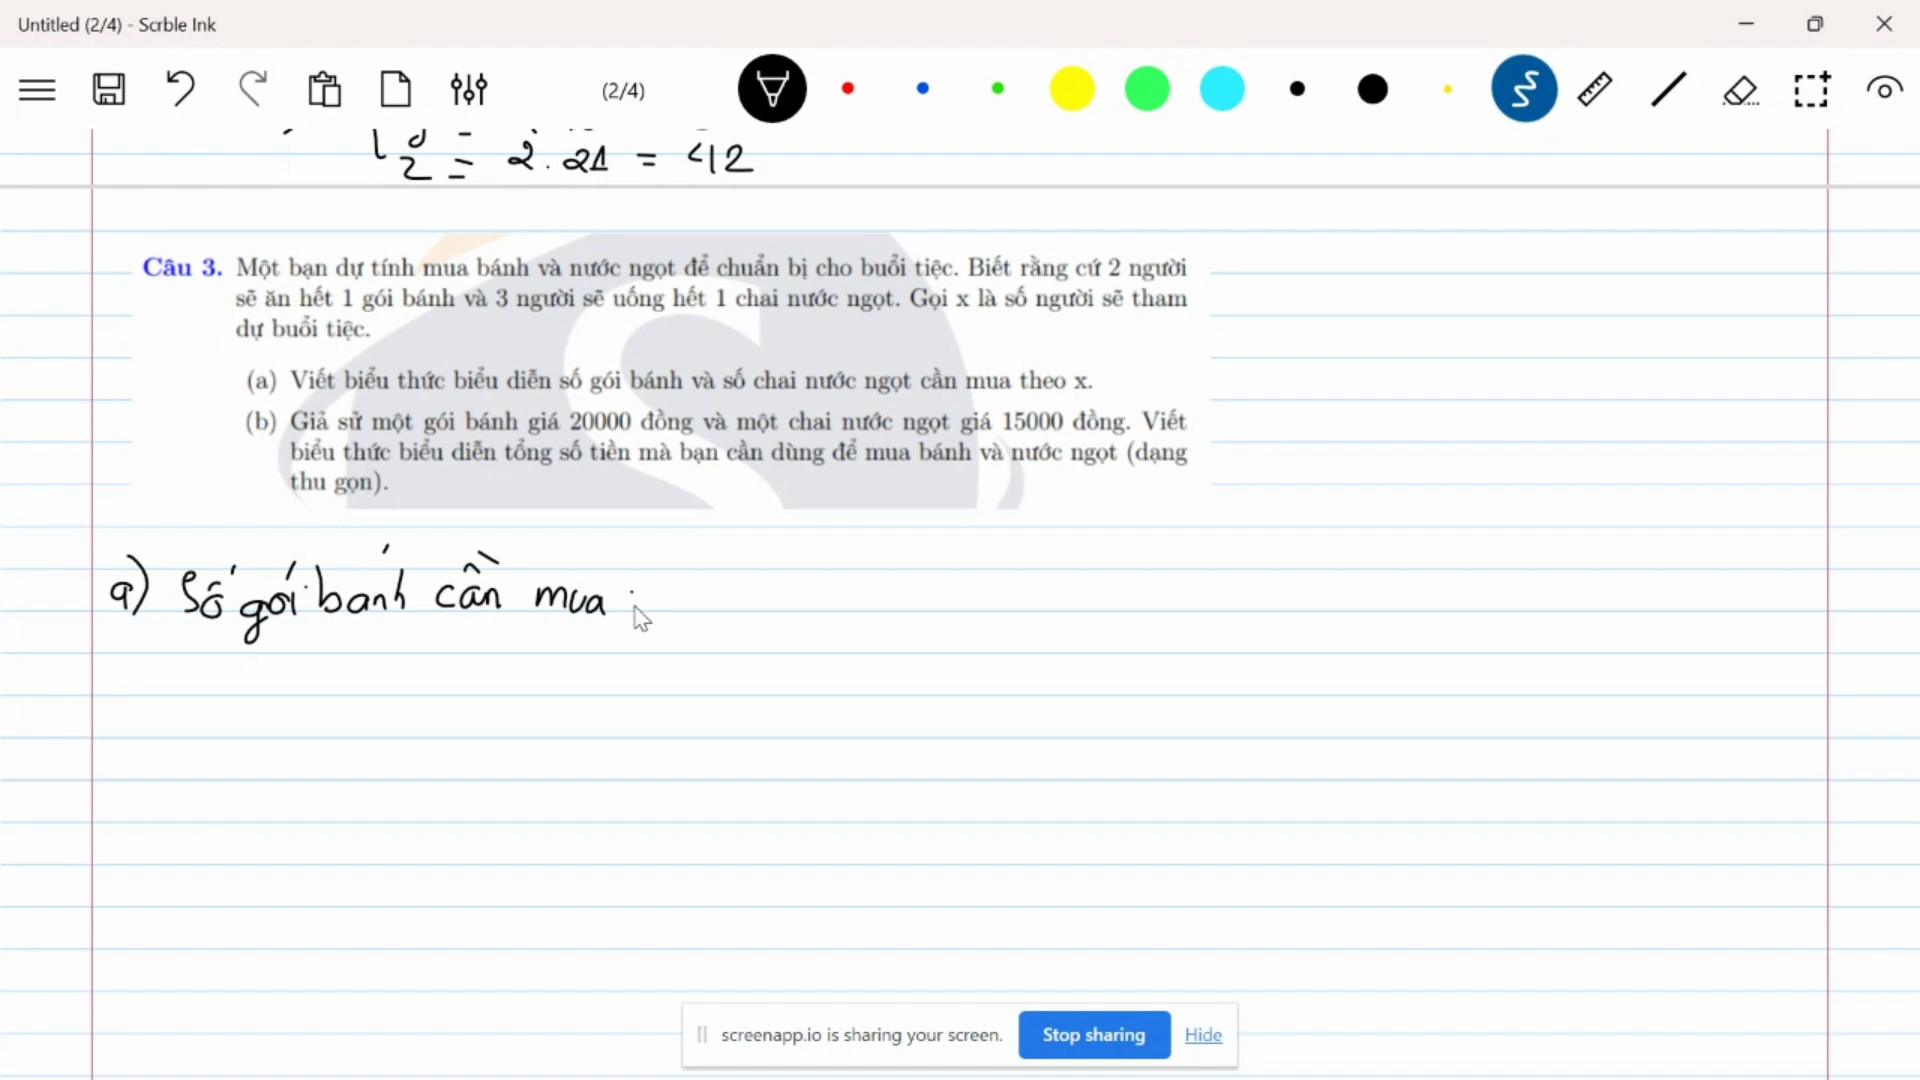 Untitled (2/4) - Scrble Ink
(2/4)
2 = 2.21 = 42
Câu 3. Một bạn dự tính mua bánh và nước ngọt để chuẩn bị cho buổi tiệc. Biết rằng cứ 2 người
sẽ ăn hết 1 gói bánh và 3 người sẽ uống hết 1 chai nước ngọt. Gọi x là số người sẽ tham
dự buổi tiệc.
(a) Viết biểu thức biểu diễn số gói bánh và số chai nước ngọt cần mua theo x.
(b) Giả sử một gói bánh giá 20000 đồng và một chai nước ngọt giá 15000 đồng. Viết
biểu thức biểu diễn tổng số tiền mà bạn cần dùng để mua bánh và nước ngọt (dạng
thu gọn).
a) Số gói bánh cần mua
screenapp.io is sharing your screen.
Stop sharing
Hide